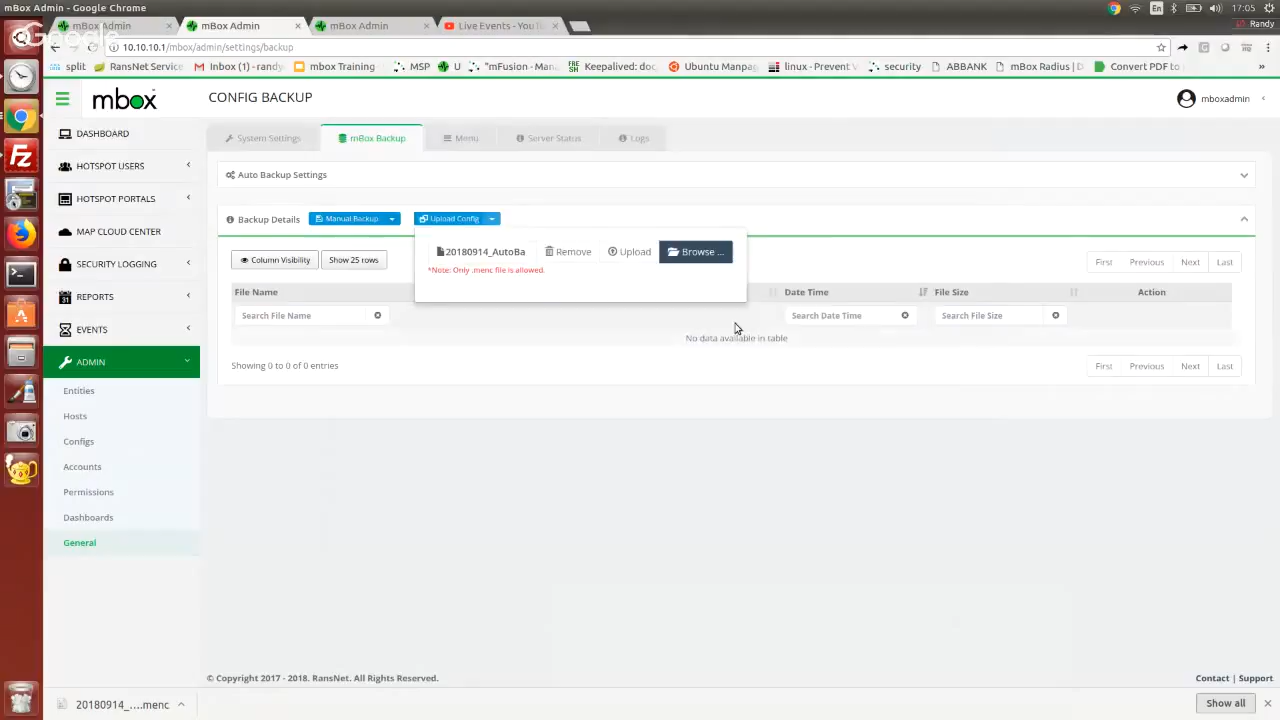 mBox Admin - Google Chrome
En
17:05
mBox Admin
mBox Admin
mBox Admin
Live Events - YouTu
Randy
Google
10.10.10.1/mbox/admin/settings/backup
split
RansNet Service
Inbox (1) - randy
mbox Training
MSP
U
"mFusion - Mana
Keepalived: doc
Ubuntu Manpag
linux - Prevent V
security
ABBANK
mBox Radius | D
Convert PDF to
»
mbox
CONFIG BACKUP
mboxadmin
System Settings
mBox Backup
Menu
Server Status
Logs
DASHBOARD
HOTSPOT USERS
HOTSPOT PORTALS
MAP CLOUD CENTER
SECURITY LOGGING
REPORTS
EVENTS
ADMIN
Entities
Hosts
Configs
Accounts
Permissions
Dashboards
General
Auto Backup Settings
Backup Details
Manual Backup
Upload Config
20180914_AutoBa
Remove
Upload
Browse ...
*Note: Only .menc file is allowed.
Column Visibility
Show 25 rows
First
Previous
Next
Last
File Name
Date Time
File Size
Action
Search File Name
Search Date Time
Search File Size
No data available in table
Showing 0 to 0 of 0 entries
First
Previous
Next
Last
© Copyright 2017 - 2018. RansNet. All Rights Reserved.
Contact | Support
20180914_....menc
Show all